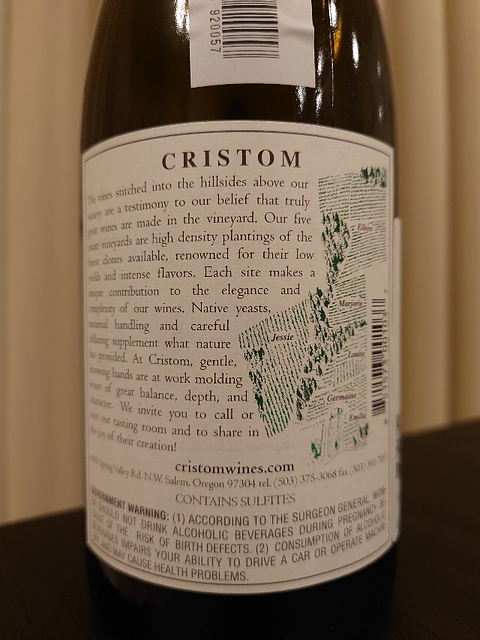 920057
CRISTOM
The vines stitched into the hillsides above our
winery are a testimony to our belief that truly
great wines are made in the vineyard. Our five
estate vineyards are high density plantings of the
finest clones available, renowned for their low
yields and intense flavors. Each site makes a
unique contribution to the elegance and
complexity of our wines. Native yeasts,
minimal handling and careful
cellaring supplement what nature
has provided. At Cristom, gentle,
knowing hands are at work molding
wines of great balance, depth, and
character. We invite you to call or
visit our tasting room and to share in
the joy of their creation!
Eileen
Marjorie
Jessie
Louise
Germaine
Emilia
cristomwines.com
Spring Valley Rd. N.W. Salem, Oregon 97304 tel. (503) 375-3068 fax (503)
CONTAINS SULFITES
GOVERNMENT WARNING: (1) ACCORDING TO THE SURGEON GENERAL, WOMEN
SHOULD NOT DRINK ALCOHOLIC BEVERAGES DURING PREGNANCY BECAUSE
OF THE RISK OF BIRTH DEFECTS. (2) CONSUMPTION OF ALCOHOLIC
BEVERAGES IMPAIRS YOUR ABILITY TO DRIVE A CAR OR OPERATE MACHINERY,
AND MAY CAUSE HEALTH PROBLEMS.